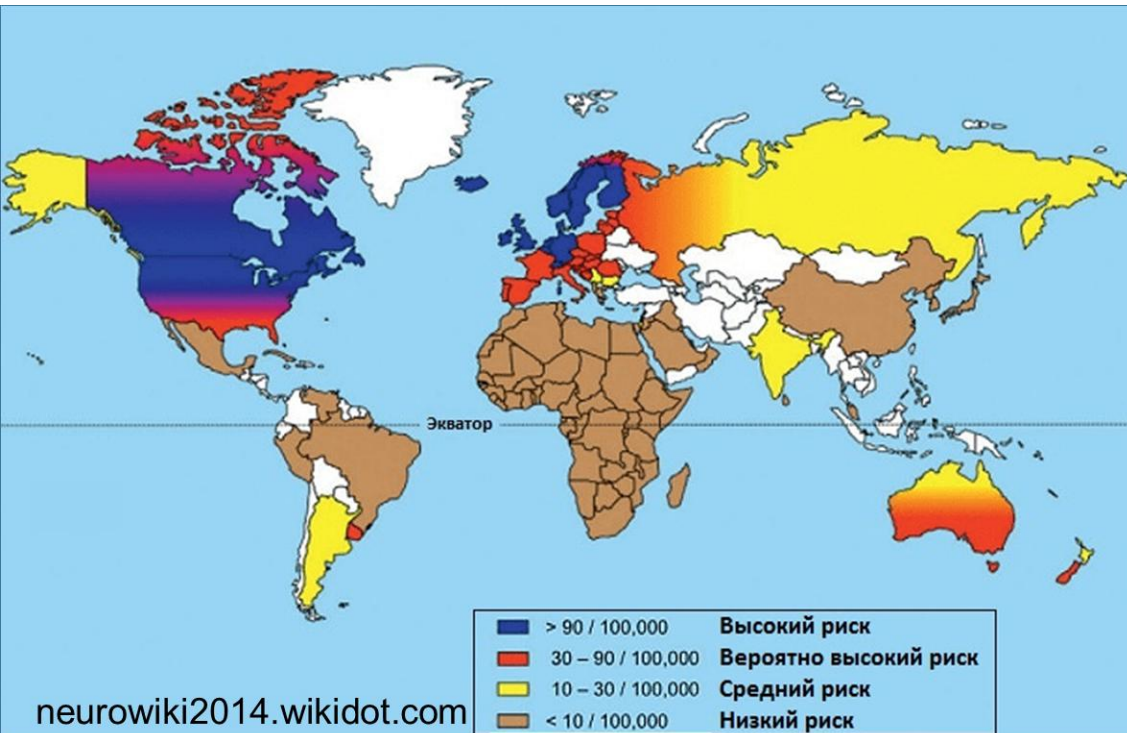 Экватор
> 90 / 100,000 Высокий риск
30 – 90 / 100,000 Вероятно высокий риск
10 – 30 / 100,000 Средний риск
< 10 / 100,000 Низкий риск
neurowiki2014.wikidot.com